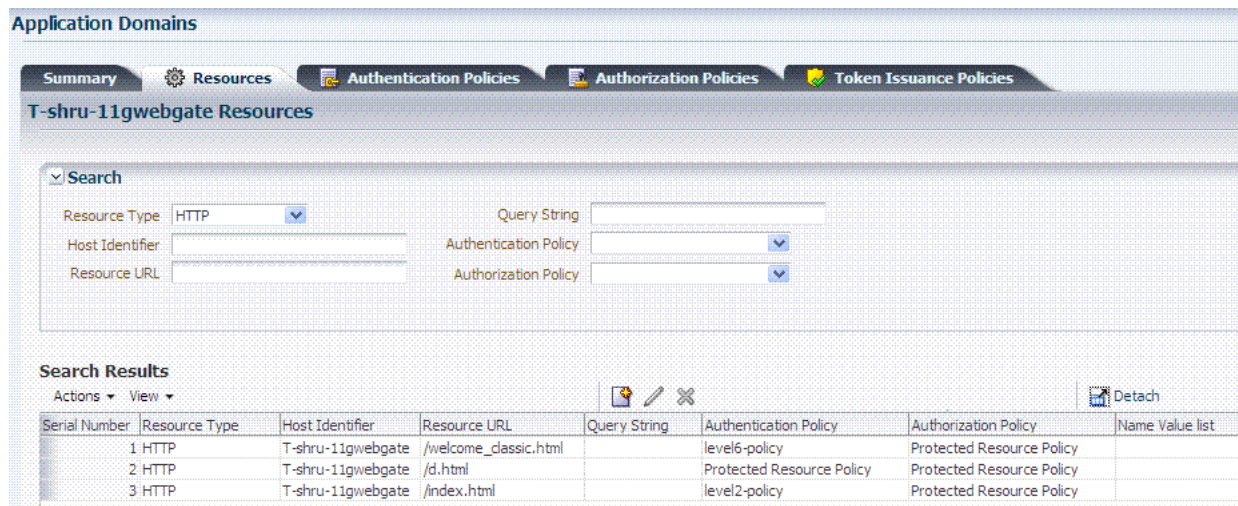 Application Domains
Summary Resources Authentication Policies Authorization Policies Token Issuance Policies
T-shru-11gwebgate Resources
Search
Resource Type HTTP Query String
Host Identifier Authentication Policy
Resource URL Authorization Policy
Search Results
Actions View Detach
Serial Number Resource Type Host Identifier Resource URL Query String Authentication Policy Authorization Policy Name Value list
1 HTTP T-shru-11gwebgate /welcome_classic.html level6-policy Protected Resource Policy
2 HTTP T-shru-11gwebgate /d.html Protected Resource Policy Protected Resource Policy
3 HTTP T-shru-11gwebgate /index.html level2-policy Protected Resource Policy